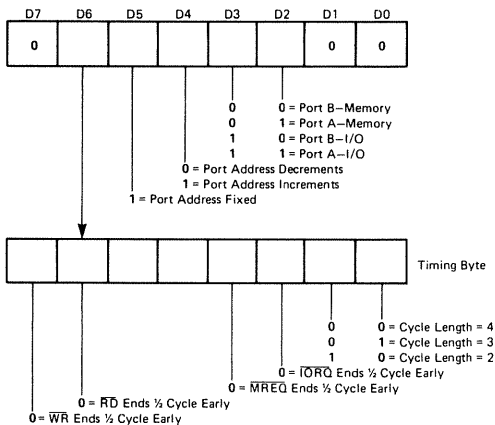 D7 D6 D5 D4 D3 D2 D1 D0
0 0 0
0 0 = Port B–Memory
0 1 = Port A–Memory
1 0 = Port B–I/O
1 1 = Port A–I/O
0 = Port Address Decrements
1 = Port Address Increments
1 = Port Address Fixed
Timing Byte
0 0 = Cycle Length = 4
0 1 = Cycle Length = 3
1 0 = Cycle Length = 2
0 = IORQ Ends ½ Cycle Early
0 = MREQ Ends ½ Cycle Early
0 = RD Ends ½ Cycle Early
0 = WR Ends ½ Cycle Early